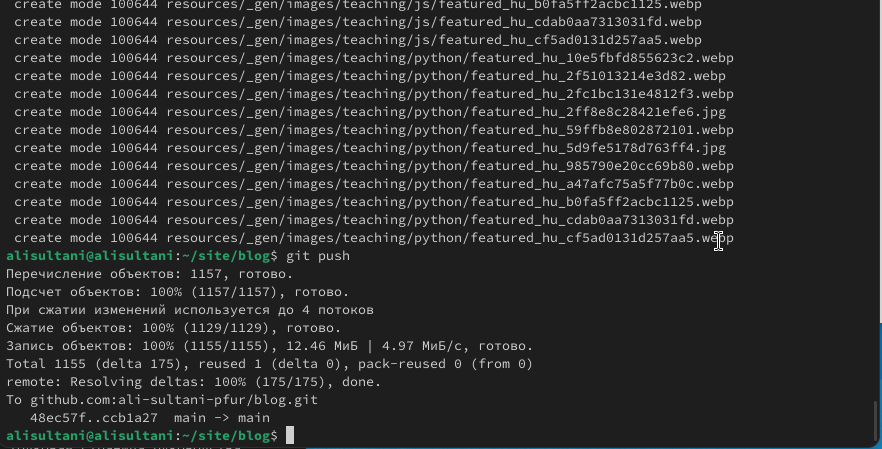 create mode 100644 resources/_gen/images/teaching/js/featured_hu_b0fa5ff2acbc1125.webp
create mode 100644 resources/_gen/images/teaching/js/featured_hu_cdab0aa7313031fd.webp
create mode 100644 resources/_gen/images/teaching/js/featured_hu_cf5ad0131d257aa5.webp
create mode 100644 resources/_gen/images/teaching/python/featured_hu_10e5fbfd855623c2.webp
create mode 100644 resources/_gen/images/teaching/python/featured_hu_2f51013214e3d82.webp
create mode 100644 resources/_gen/images/teaching/python/featured_hu_2fc1bc131e4812f3.webp
create mode 100644 resources/_gen/images/teaching/python/featured_hu_2ff8e8c28421efe6.jpg
create mode 100644 resources/_gen/images/teaching/python/featured_hu_59ffb8e802872101.webp
create mode 100644 resources/_gen/images/teaching/python/featured_hu_5d9fe5178d763ff4.jpg
create mode 100644 resources/_gen/images/teaching/python/featured_hu_985790e20cc69b80.webp
create mode 100644 resources/_gen/images/teaching/python/featured_hu_a47afc75a5f77b0c.webp
create mode 100644 resources/_gen/images/teaching/python/featured_hu_b0fa5ff2acbc1125.webp
create mode 100644 resources/_gen/images/teaching/python/featured_hu_cdab0aa7313031fd.webp
create mode 100644 resources/_gen/images/teaching/python/featured_hu_cf5ad0131d257aa5.webp
alisultani@alisultani:~/site/blog$ git push
Перечисление объектов: 1157, готово.
Подсчет объектов: 100% (1157/1157), готово.
При сжатии изменений используется до 4 потоков
Сжатие объектов: 100% (1129/1129), готово.
Запись объектов: 100% (1155/1155), 12.46 МиБ | 4.97 МиБ/с, готово.
Total 1155 (delta 175), reused 1 (delta 0), pack-reused 0 (from 0)
remote: Resolving deltas: 100% (175/175), done.
To github.com:ali-sultani-pfur/blog.git
48ec57f..ccb1a27  main -> main
alisultani@alisultani:~/site/blog$